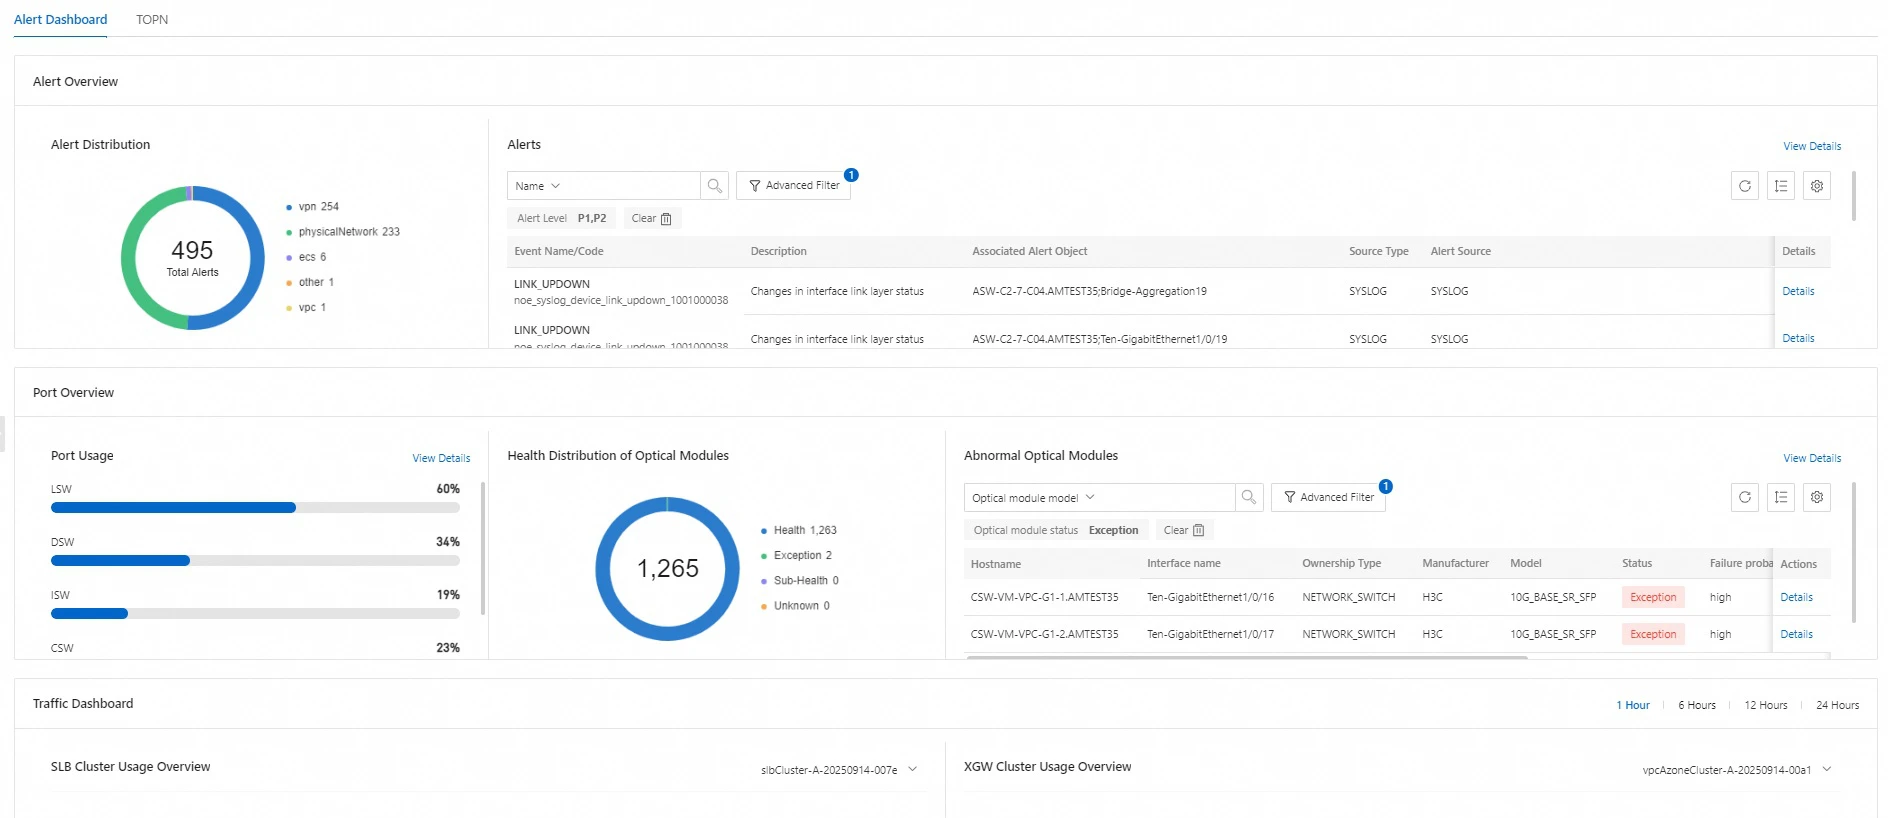 Alert Dashboard
TOPN
Alert Overview
Alert Distribution
495
Total Alerts
vpn 254
physicalNetwork 233
ecs 6
other 1
vpc 1
Alerts
View Details
Name
Advanced Filter
1
Alert Level P1,P2
Clear
Event Name/Code Description Associated Alert Object Source Type Alert Source Details
LINK_UPDOWN
noe_syslog_device_link_updown_1001000038
Changes in interface link layer status ASW-C2-7-C04.AMTEST35;Bridge-Aggregation19 SYSLOG SYSLOG Details
LINK_UPDOWN
noe_syslog_device_link_updown_1001000038
Changes in interface link layer status ASW-C2-7-C04.AMTEST35;Ten-GigabitEthernet1/0/19 SYSLOG SYSLOG Details
Port Overview
Port Usage
View Details
LSW 60%
DSW 34%
ISW 19%
CSW 23%
Health Distribution of Optical Modules
1,265
Health 1,263
Exception 2
Sub-Health 0
Unknown 0
Abnormal Optical Modules
View Details
Optical module model
Advanced Filter
1
Optical module status Exception
Clear
Hostname Interface name Ownership Type Manufacturer Model Status Failure proba Actions
CSW-VM-VPC-G1-1.AMTEST35 Ten-GigabitEthernet1/0/16 NETWORK_SWITCH H3C 10G_BASE_SR_SFP Exception high Details
CSW-VM-VPC-G1-2.AMTEST35 Ten-GigabitEthernet1/0/17 NETWORK_SWITCH H3C 10G_BASE_SR_SFP Exception high Details
Traffic Dashboard
1 Hour 6 Hours 12 Hours 24 Hours
SLB Cluster Usage Overview
slbCluster-A-20250914-007e
XGW Cluster Usage Overview
vpcAzoneCluster-A-20250914-00a1